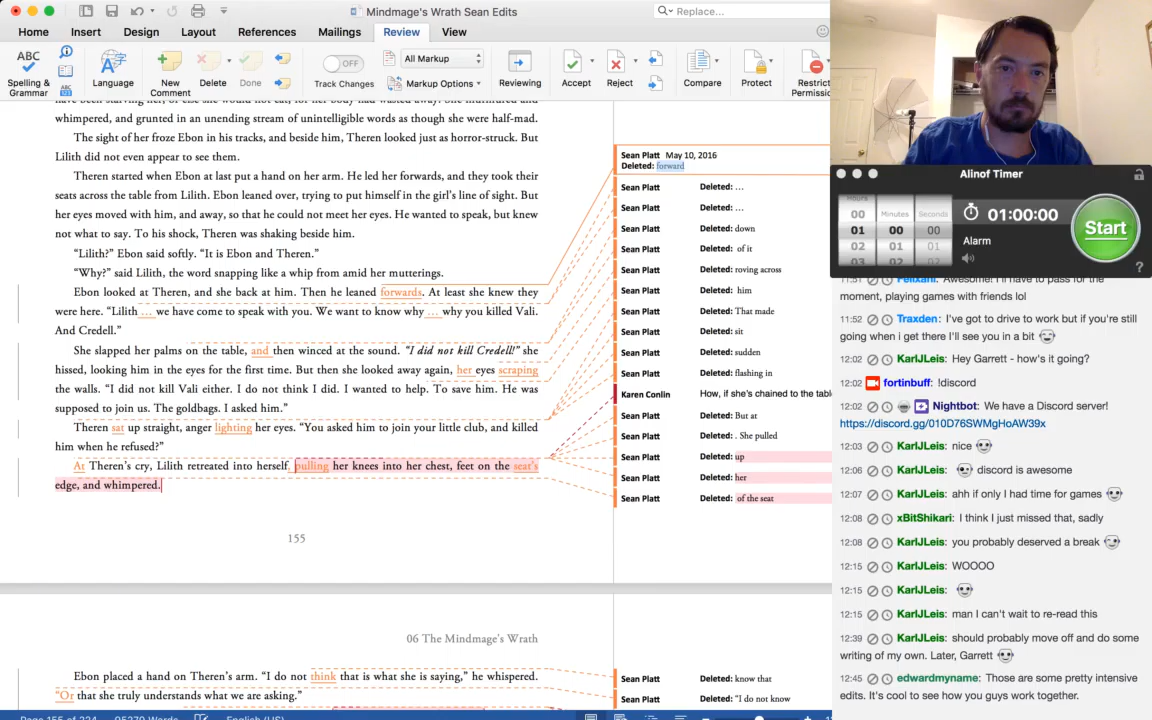 Mindmage's Wrath Sean Edits
Replace...
Home Insert Design Layout References Mailings Review View
ABC Spelling & Grammar
ABC 123
Language
New Comment
Delete
Done
OFF
Track Changes
All Markup
Markup Options
Reviewing
Accept
Reject
Compare
Protect
Restrict
whimpered, and grunted in an unending stream of unintelligible words as though she were half-mad.
The sight of her froze Ebon in his tracks, and beside him, Theren looked just as horror-struck. But
Lilith did not even appear to see them.
Theren started when Ebon at last put a hand on her arm. He led her forwards, and they took their
seats across the table from Lilith. Ebon leaned over, trying to put himself in the girl's line of sight. But
her eyes moved with him, and away, so that he could not meet her eyes. He wanted to speak, but knew
not what to say. To his shock, Theren was shaking beside him.
“Lilith?” Ebon said softly. “It is Ebon and Theren.”
“Why?” said Lilith, the word snapping like a whip from amid her mutterings.
Ebon looked at Theren, and she back at him. Then he leaned forwards. At least she knew they
were here. “Lilith ... we have come to speak with you. We want to know why ... why you killed Vali.
And Credell.”
She slapped her palms on the table, and then winced at the sound. “I did not kill Credell!” she
hissed, looking him in the eyes for the first time. But then she looked away again, her eyes scraping
the walls. “I did not kill Vali either. I do not think I did. I wanted to help. To save him. He was
supposed to join us. The goldbags. I asked him.”
Theren sat up straight, anger lighting her eyes. “You asked him to join your little club, and killed
him when he refused?”
At Theren's cry, Lilith retreated into herself, pulling her knees into her chest, feet on the seat's
edge, and whimpered.
155
06 The Mindmage's Wrath
Ebon placed a hand on Theren's arm. “I do not think that is what she is saying,” he whispered.
“Or that she truly understands what we are asking.”
Sean Platt May 10, 2016
Deleted: forward
Sean Platt Deleted: ...
Sean Platt Deleted: ...
Sean Platt Deleted: down
Sean Platt Deleted: of it
Sean Platt Deleted: roving across
Sean Platt Deleted: him
Sean Platt Deleted: That made
Sean Platt Deleted: sit
Sean Platt Deleted: sudden
Sean Platt Deleted: flashing in
Karen Conlin How, if she's chained to the table
Sean Platt Deleted: But at
Sean Platt Deleted: . She pulled
Sean Platt Deleted: up
Sean Platt Deleted: her
Sean Platt Deleted: of the seat
Sean Platt Deleted: know that
Sean Platt Deleted: “I do not know
English (US)
Alinof Timer
Hours Minutes Seconds
00
01 00 00
02 01 01
03 02 02
01:00:00
Alarm
Start
?
moment, playing games with friends lol
11:52 Traxden: I've got to drive to work but if you're still
going when i get there I'll see you in a bit
12:02 KarlJLeis: Hey Garrett - how's it going?
12:02 fortinbuff: !discord
12:02 Nightbot: We have a Discord server!
https://discord.gg/010D76SWMgHoAW39x
12:03 KarlJLeis: nice
12:06 KarlJLeis: discord is awesome
12:07 KarlJLeis: ahh if only I had time for games
12:08 xBitShikari: I think I just missed that, sadly
12:08 KarlJLeis: you probably deserved a break
12:15 KarlJLeis: WOOOO
12:15 KarlJLeis:
12:15 KarlJLeis: man I can't wait to re-read this
12:39 KarlJLeis: should probably move off and do some
writing of my own. Later, Garrett
12:45 edwardmyname: Those are some pretty intensive
edits. It's cool to see how you guys work together.